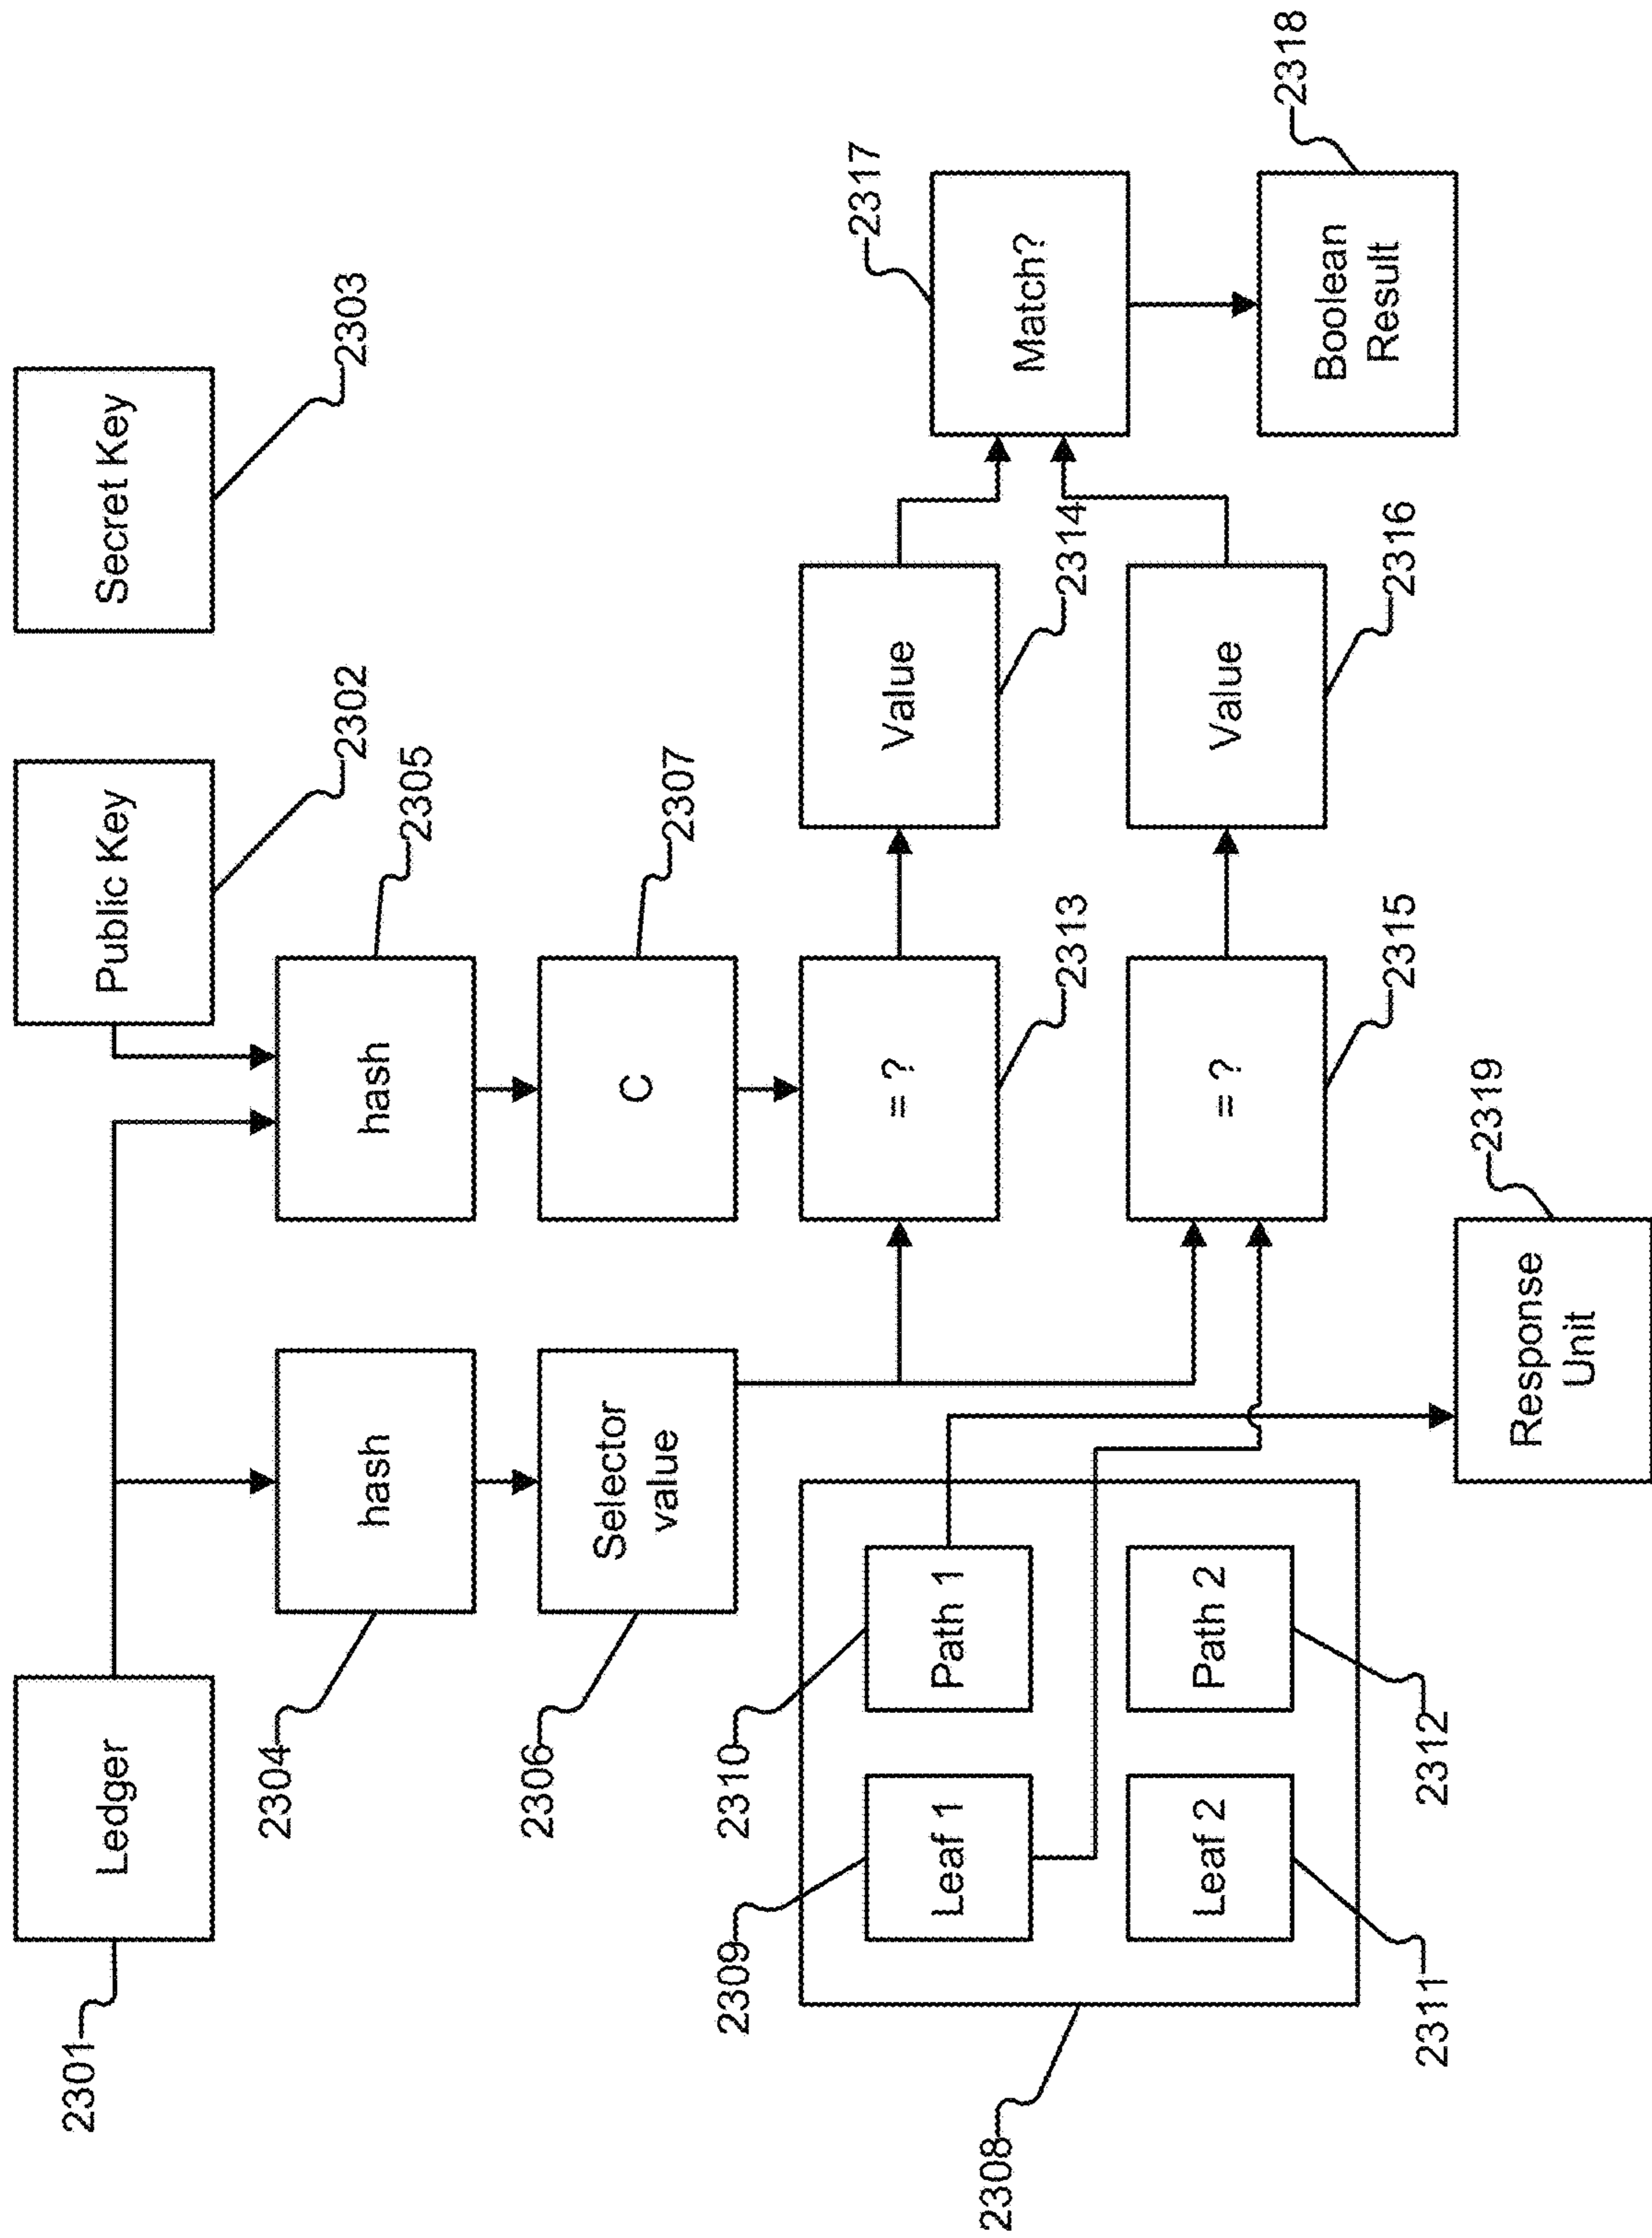 Ledger
2301
Public Key
2302
Secret Key
2303
hash
2304
hash
2305
Selector
value
2306
C
2307
2308
Leaf 1
2309
Path 1
2310
Leaf 2
2311
Path 2
2312
= ?
2313
Value
2314
= ?
2315
Value
2316
Match?
2317
Boolean
Result
2318
Response
Unit
2319